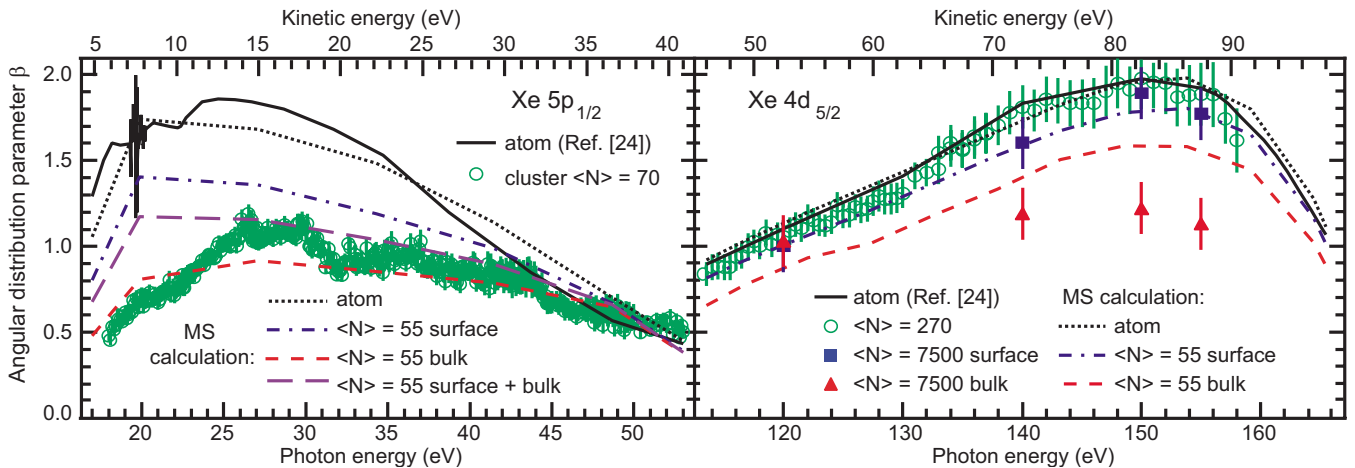 Kinetic energy (eV)
5 10 15 20 25 30 35 40
Angular distribution parameter β
2.0
1.5
1.0
0.5
0.0
Xe 5p1/2
atom (Ref. [24])
cluster <N> = 70
MS calculation:
atom
<N> = 55 surface
<N> = 55 bulk
<N> = 55 surface + bulk
20 25 30 35 40 45 50
Photon energy (eV)
Kinetic energy (eV)
50 60 70 80 90
Xe 4d 5/2
atom (Ref. [24])
<N> = 270
<N> = 7500 surface
<N> = 7500 bulk
MS calculation:
atom
<N> = 55 surface
<N> = 55 bulk
120 130 140 150 160
Photon energy (eV)